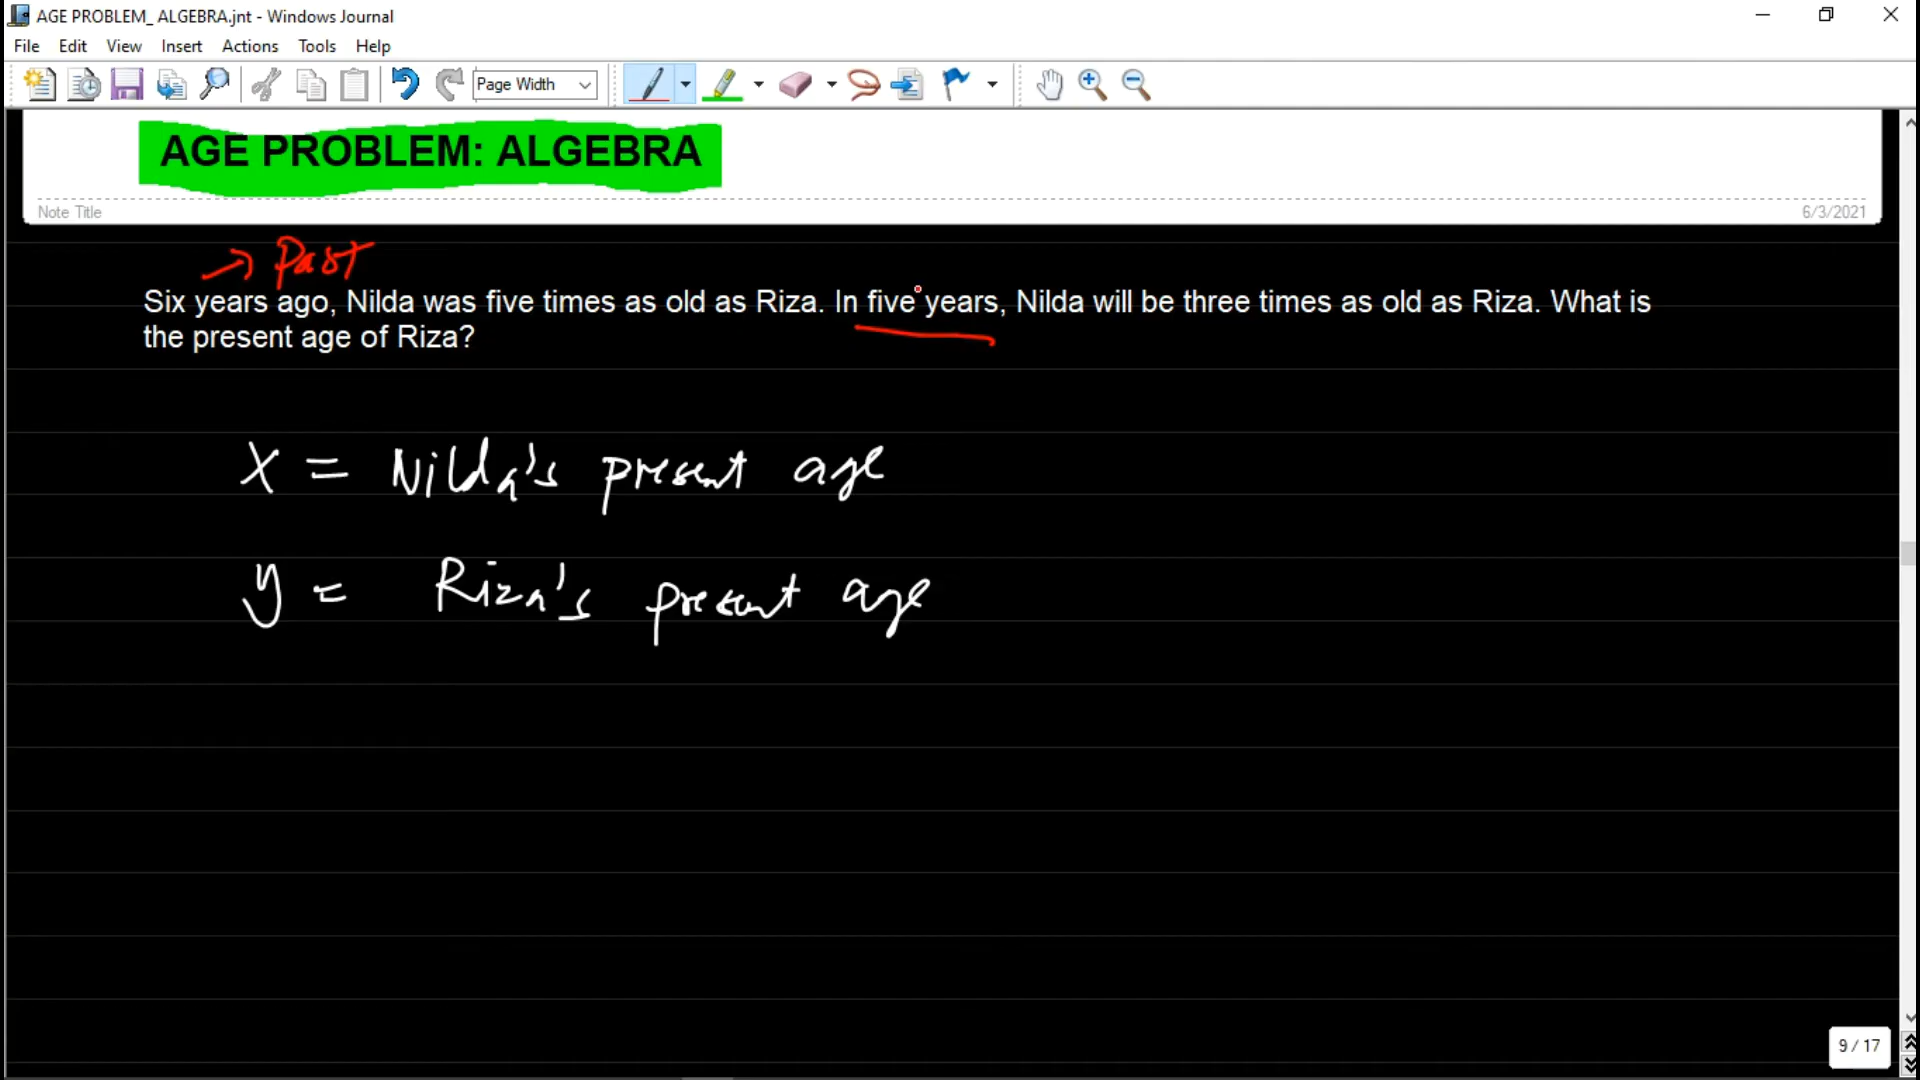 AGE PROBLEM_ ALGEBRA.jnt - Windows Journal
File Edit View Insert Actions Tools Help
Page Width
AGE PROBLEM: ALGEBRA
Note Title
6/3/2021
→ Past
Six years ago, Nilda was five times as old as Riza. In five years, Nilda will be three times as old as Riza. What is
the present age of Riza?
X = Nilda's present age
y = Riza's present age
9 / 17